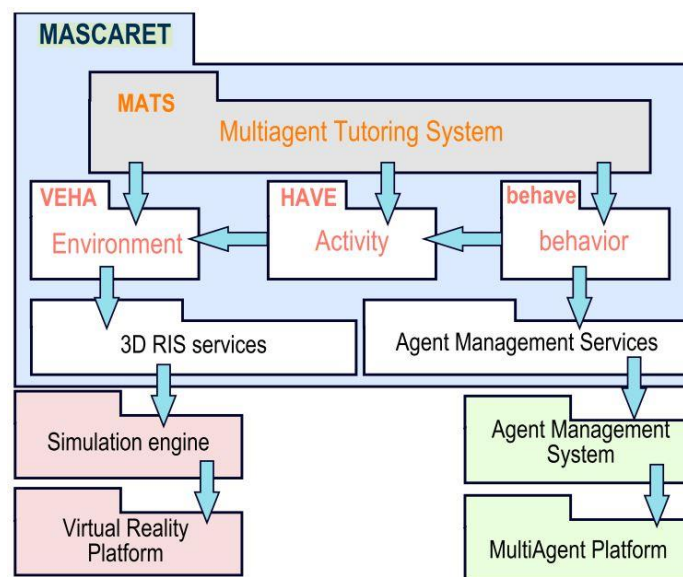 MASCARET
MATS
Multiagent Tutoring System
VEHA
HAVE
behave
Environment
Activity
behavior
3D RIS services
Agent Management Services
Simulation engine
Agent Management
System
Virtual Reality
Platform
MultiAgent Platform